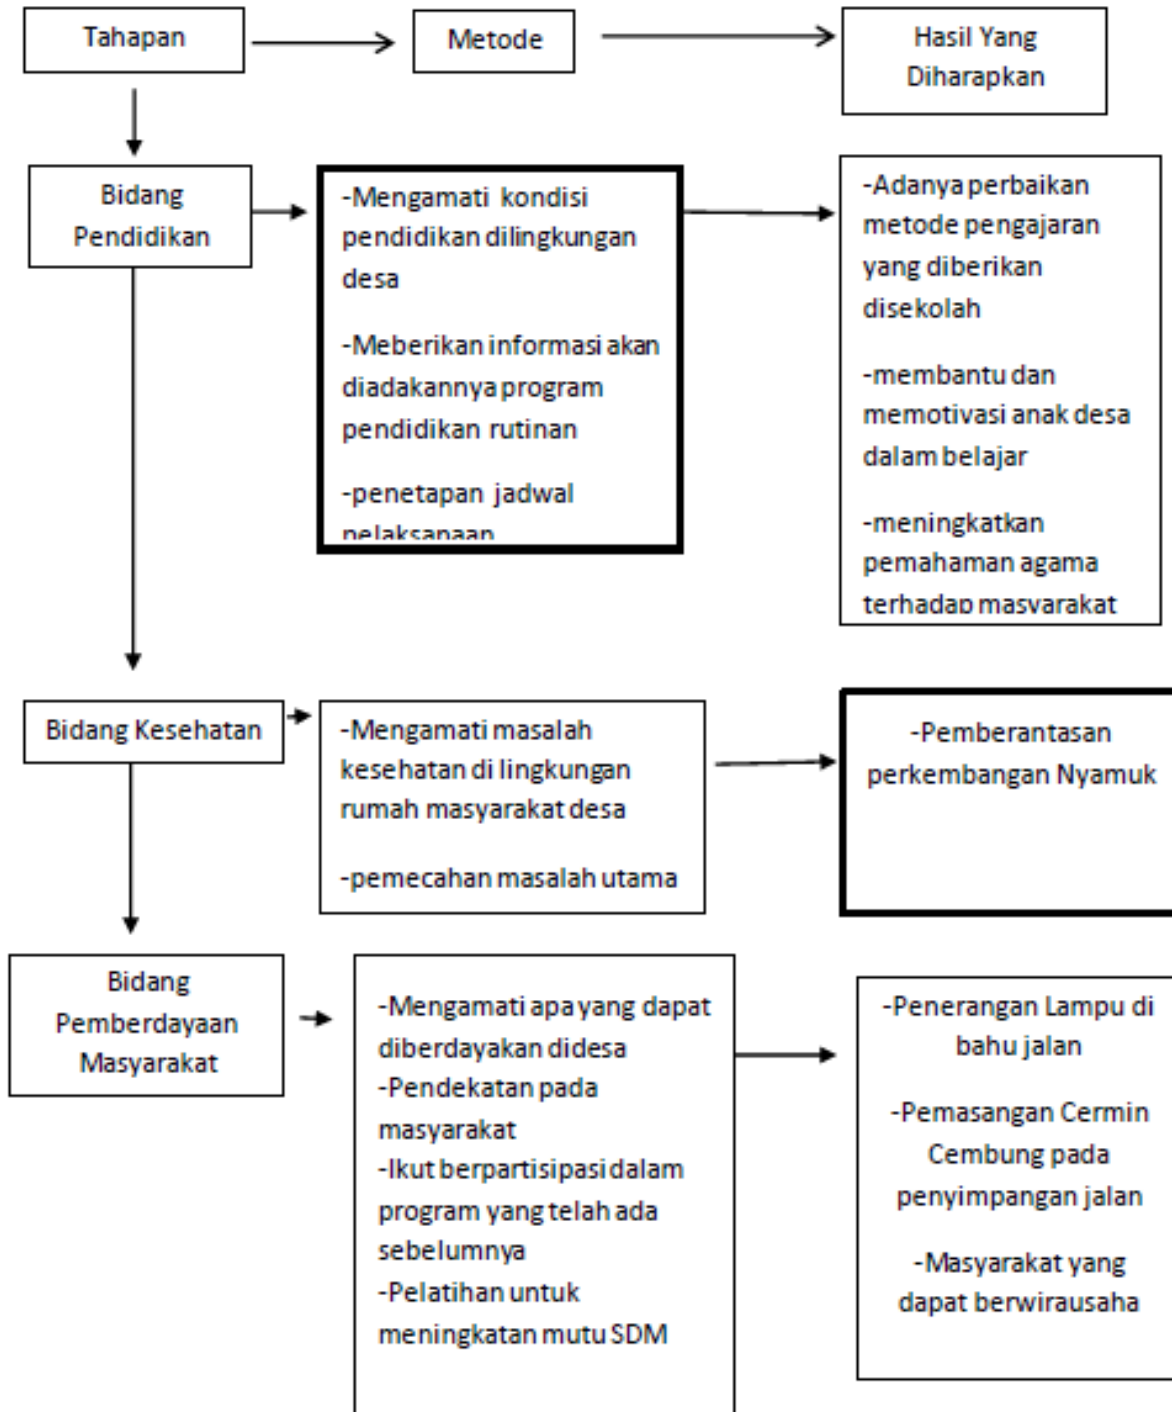 Tahapan
Metode
Hasil Yang
Diharapkan
Bidang
Pendidikan
-Mengamati kondisi
pendidikan dilingkungan
desa
-Meberikan informasi akan
diadakannya program
pendidikan rutinan
-penetapan jadwal
pelaksanaan
-Adanya perbaikan
metode pengajaran
yang diberikan
disekolah
-membantu dan
memotivasi anak desa
dalam belajar
-meningkatkan
pemahaman agama
terhadap masyarakat
Bidang Kesehatan
-Mengamati masalah
kesehatan di lingkungan
rumah masyarakat desa
-pemecahan masalah utama
-Pemberantasan
perkembangan Nyamuk
Bidang
Pemberdayaan
Masyarakat
-Mengamati apa yang dapat
diberdayakan didesa
-Pendekatan pada
masyarakat
-Ikut berpartisipasi dalam
program yang telah ada
sebelumnya
-Pelatihan untuk
meningkatan mutu SDM
-Penerangan Lampu di
bahu jalan
-Pemasangan Cermin
Cembung pada
penyimpangan jalan
-Masyarakat yang
dapat berwirausaha